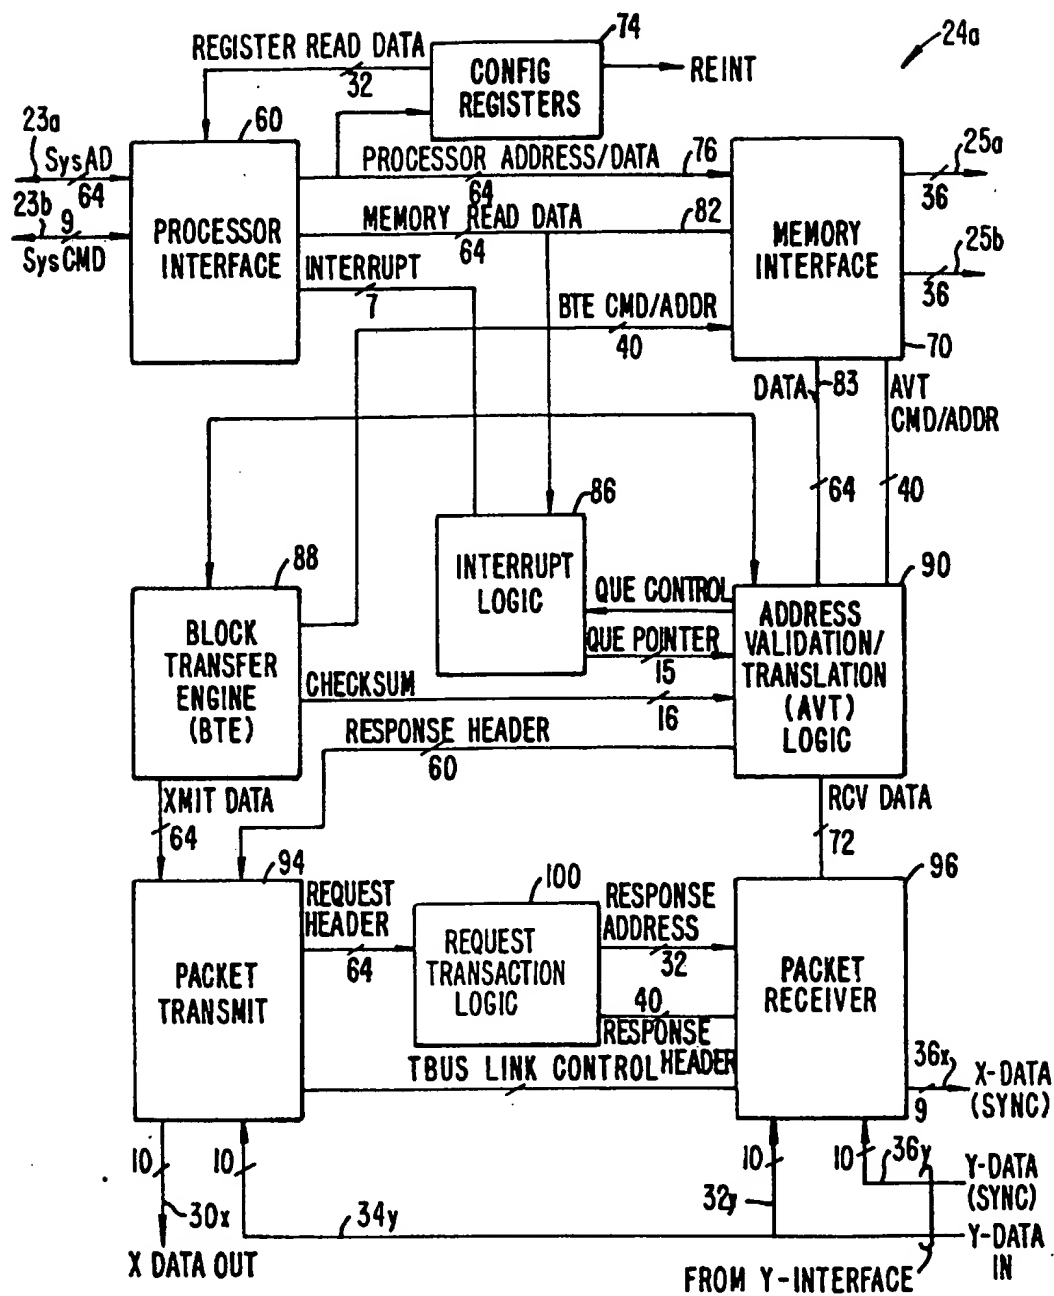 74
24a
REGISTER READ DATA
32
CONFIG
REGISTERS
REINT
23a
60
SysAD
64
PROCESSOR ADDRESS/DATA
76
64
25a
36
23b
9
SysCMD
PROCESSOR
INTERFACE
MEMORY READ DATA
82
64
MEMORY
INTERFACE
25b
36
INTERRUPT
7
BTE CMD/ADDR
40
70
DATA
83
AVT
CMD/ADDR
64
40
86
88
INTERRUPT
LOGIC
90
QUE CONTROL
QUE POINTER
15
BLOCK
TRANSFER
ENGINE
(BTE)
ADDRESS
VALIDATION/
TRANSLATION
(AVT)
LOGIC
CHECKSUM
16
RESPONSE HEADER
60
XMIT DATA
64
RCV DATA
72
94
100
96
REQUEST
HEADER
64
RESPONSE
ADDRESS
32
PACKET
TRANSMIT
REQUEST
TRANSACTION
LOGIC
PACKET
RECEIVER
40
RESPONSE
HEADER
TBUS LINK CONTROL
36x
9
X-DATA
(SYNC)
10
10
10
10
36y
Y-DATA
(SYNC)
30x
34y
32y
Y-DATA
IN
X DATA OUT
FROM Y-INTERFACE